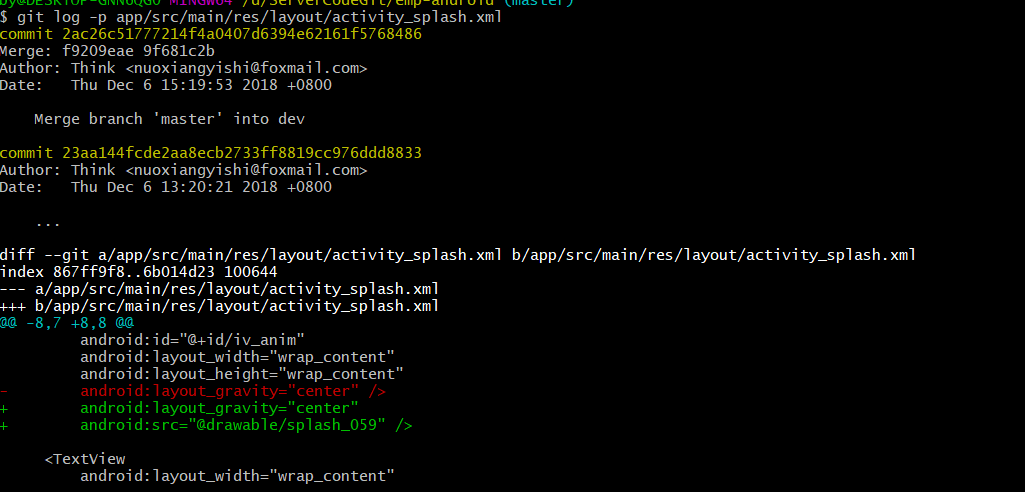 by@DESKTOP-GNNUQGO MINGW64 /d/ServerCodeGit/emp-android (master)
$ git log -p app/src/main/res/layout/activity_splash.xml
commit 2ac26c51777214f4a0407d6394e62161f5768486
Merge: f9209eae 9f681c2b
Author: Think <nuoxiangyishi@foxmail.com>
Date:   Thu Dec 6 15:19:53 2018 +0800
    Merge branch 'master' into dev
commit 23aa144fcde2aa8ecb2733ff8819cc976ddd8833
Author: Think <nuoxiangyishi@foxmail.com>
Date:   Thu Dec 6 13:20:21 2018 +0800
    ...
diff --git a/app/src/main/res/layout/activity_splash.xml b/app/src/main/res/layout/activity_splash.xml
index 867ff9f8..6b014d23 100644
--- a/app/src/main/res/layout/activity_splash.xml
+++ b/app/src/main/res/layout/activity_splash.xml
@@ -8,7 +8,8 @@
         android:id="@+id/iv_anim"
         android:layout_width="wrap_content"
         android:layout_height="wrap_content"
-        android:layout_gravity="center" />
+        android:layout_gravity="center"
+        android:src="@drawable/splash_059" />
     <TextView
         android:layout_width="wrap_content"